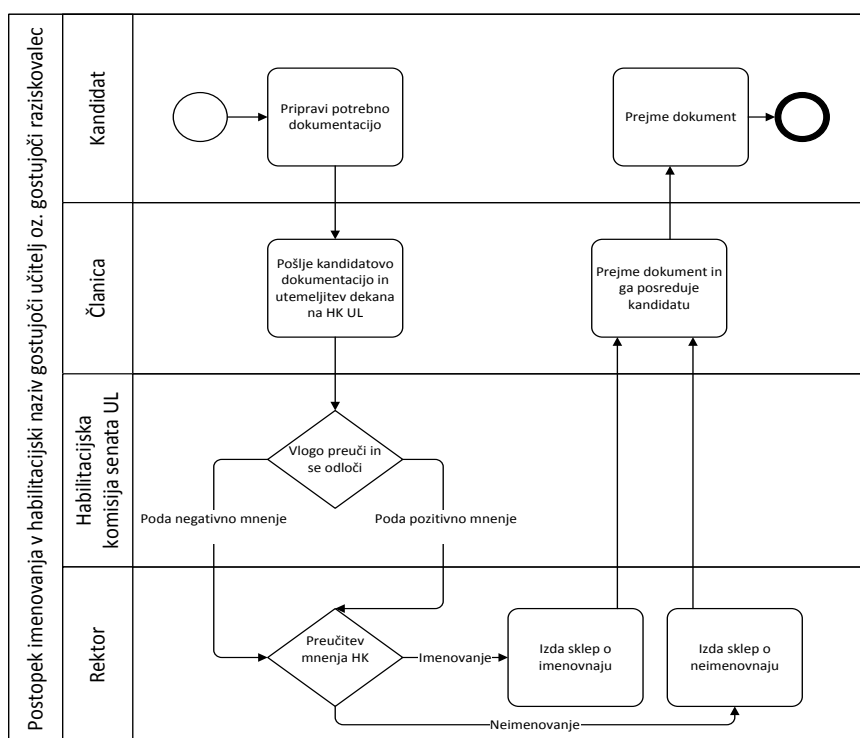 Postopek imenovanja v habilitacijski naziv gostujoči učitelj oz. gostujoči raziskovalec
Kandidat
Pripravi potrebno
dokumentacijo
Prejme dokument
Članica
Pošlje kandidatovo
dokumentacijo in
utemeljitev dekana
na HK UL
Prejme dokument in
ga posreduje
kandidatu
Habilitacijska
komisija senata UL
Vlogo preuči in
se odloči
Poda negativno mnenje
Poda pozitivno mnenje
Rektor
Preučitev
mnenja HK
Imenovanje
Izda sklep o
imenovnaju
Izda sklep o
neimenovnaju
Neimenovanje